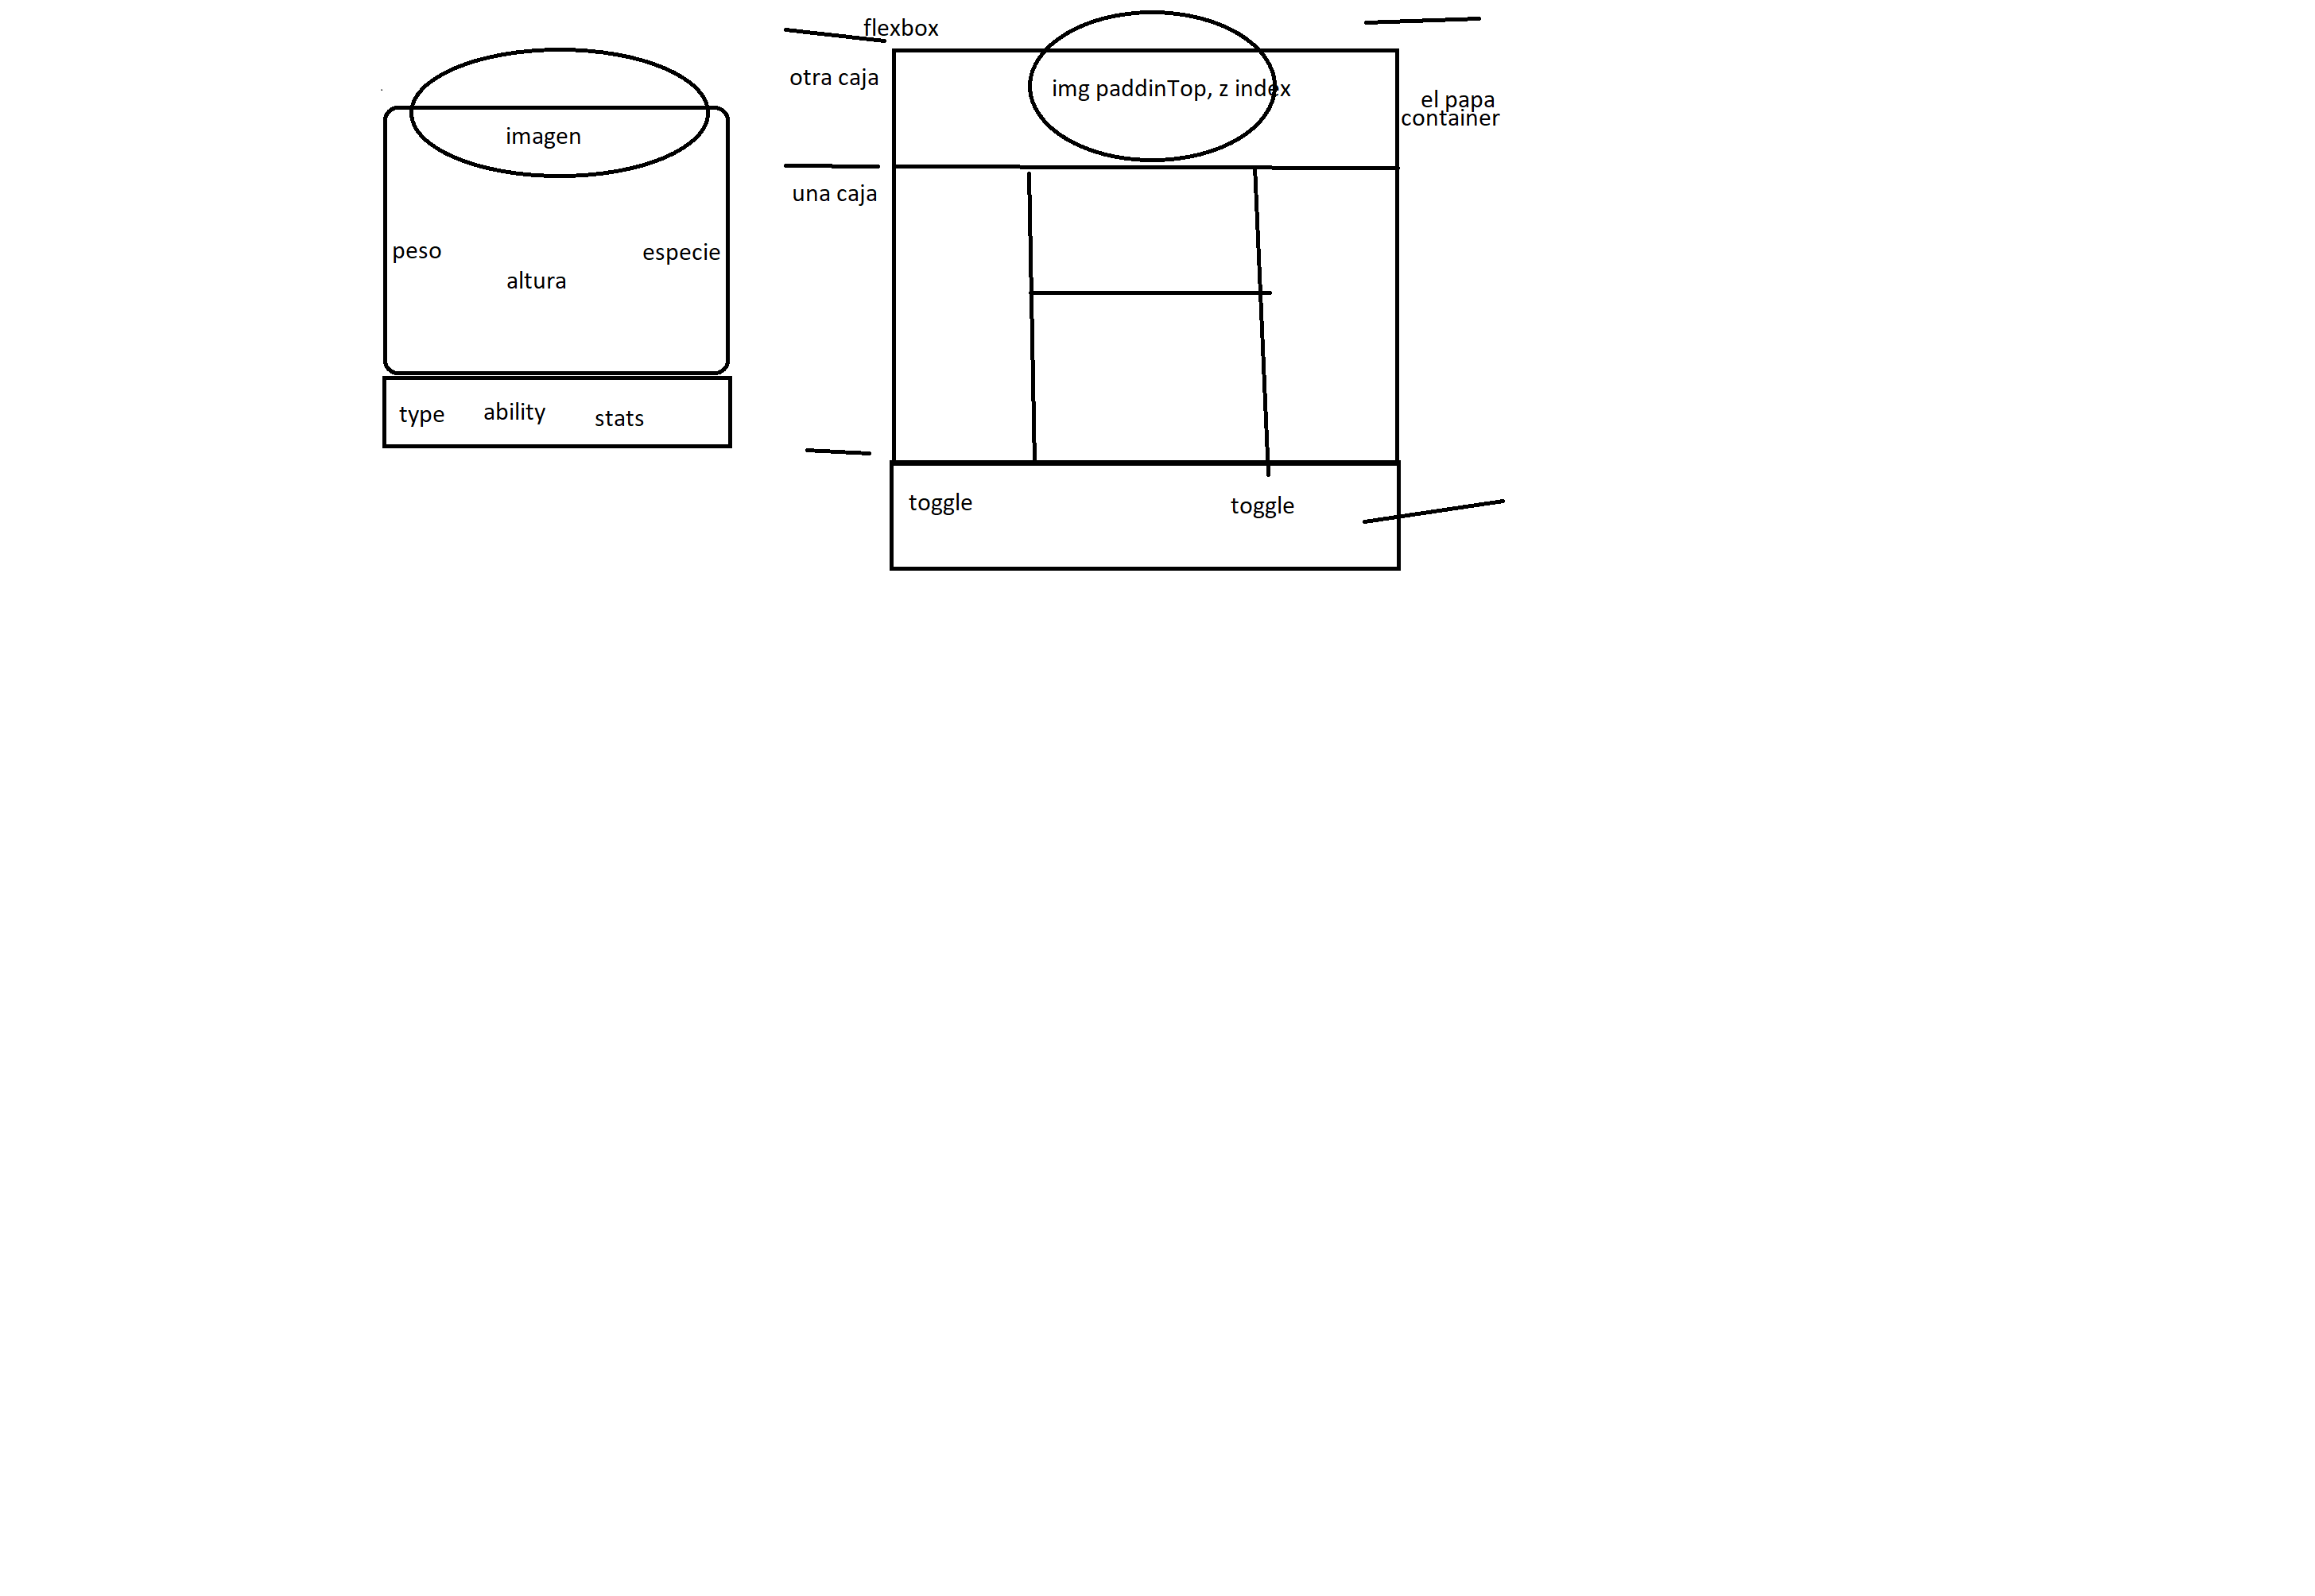 imagen
peso
especie
altura
type
ability
stats
flexbox
otra caja
img paddinTop, z index
el papa
container
una caja
toggle
toggle